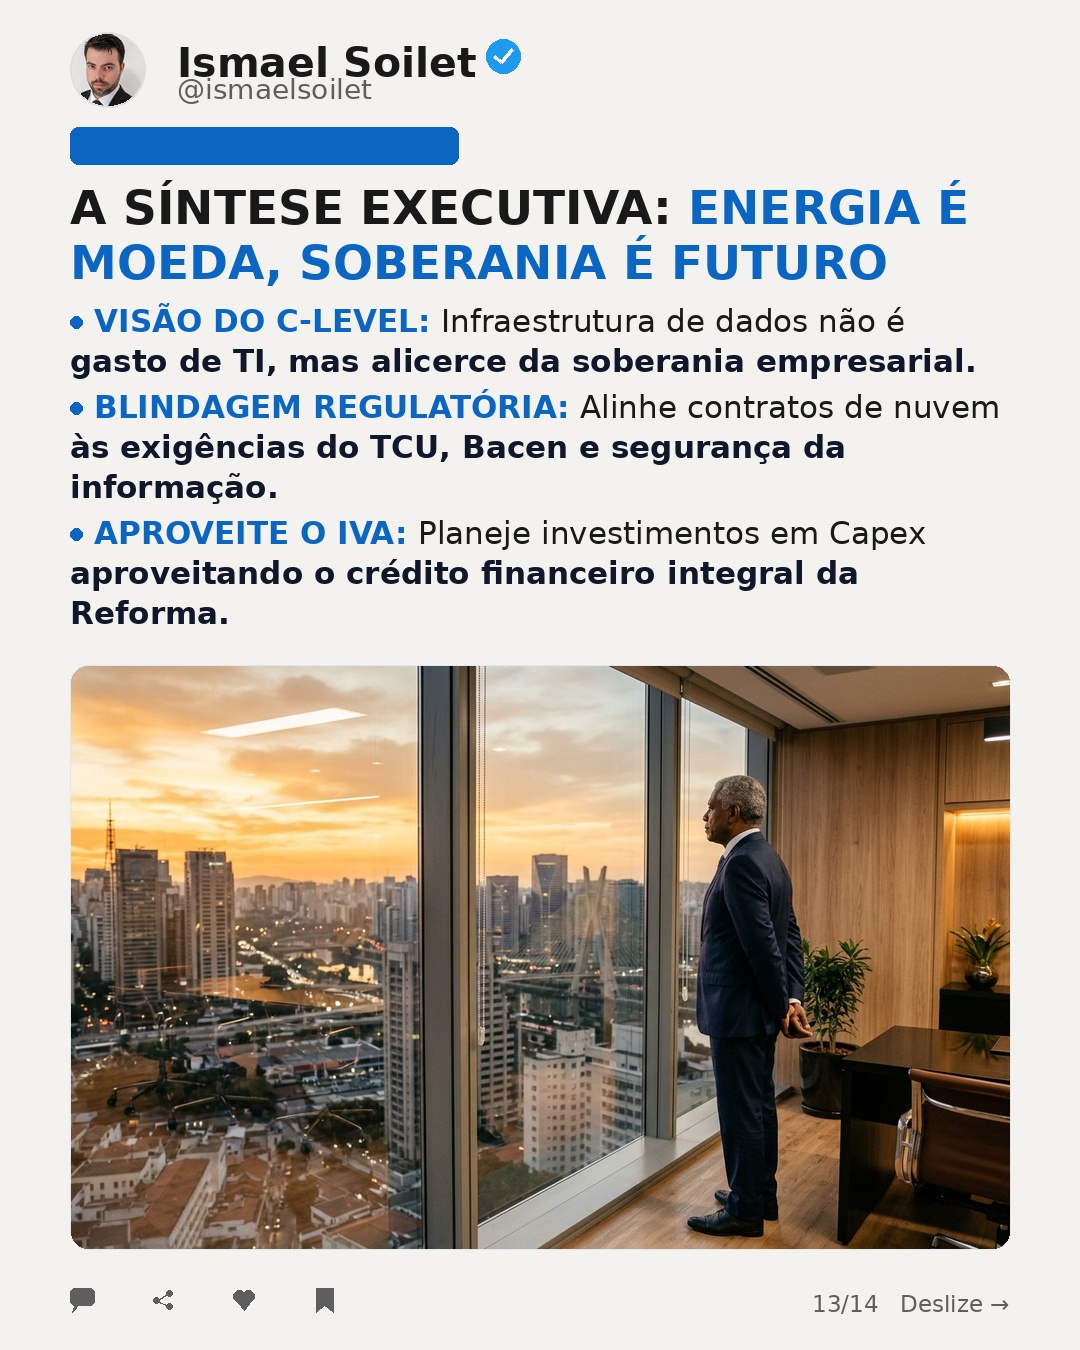 Ismael Soilet
@ismaelsoilet
A SÍNTESE EXECUTIVA: ENERGIA É
MOEDA, SOBERANIA É FUTURO
• VISÃO DO C-LEVEL: Infraestrutura de dados não é
gasto de TI, mas alicerce da soberania empresarial.
• BLINDAGEM REGULATÓRIA: Alinhe contratos de nuvem
às exigências do TCU, Bacen e segurança da
informação.
• APROVEITE O IVA: Planeje investimentos em Capex
aproveitando o crédito financeiro integral da
Reforma.
13/14 Deslize →